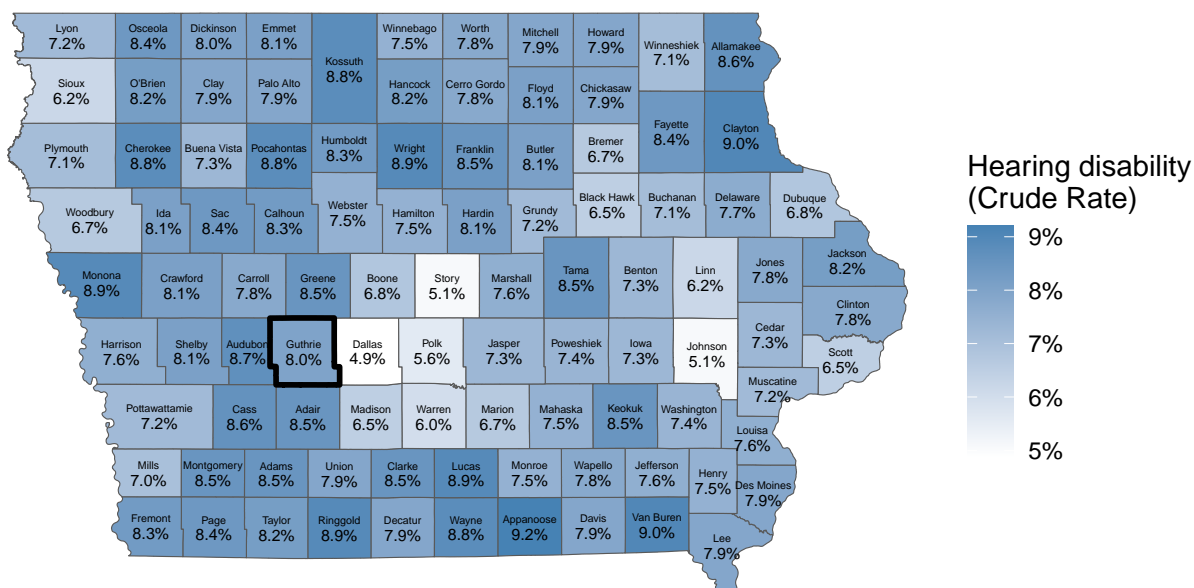 Lyon
7.2%
Osceola
8.4%
Dickinson
8.0%
Emmet
8.1%
Kossuth
8.8%
Winnebago
7.5%
Worth
7.8%
Mitchell
7.9%
Howard
7.9%
Winneshiek
7.1%
Allamakee
8.6%
Sioux
6.2%
O'Brien
8.2%
Clay
7.9%
Palo Alto
7.9%
Hancock
8.2%
Cerro Gordo
7.8%
Floyd
8.1%
Chickasaw
7.9%
Fayette
8.4%
Clayton
9.0%
Plymouth
7.1%
Cherokee
8.8%
Buena Vista
7.3%
Pocahontas
8.8%
Humboldt
8.3%
Wright
8.9%
Franklin
8.5%
Butler
8.1%
Bremer
6.7%
Woodbury
6.7%
Ida
8.1%
Sac
8.4%
Calhoun
8.3%
Webster
7.5%
Hamilton
7.5%
Hardin
8.1%
Grundy
7.2%
Black Hawk
6.5%
Buchanan
7.1%
Delaware
7.7%
Dubuque
6.8%
Monona
8.9%
Crawford
8.1%
Carroll
7.8%
Greene
8.5%
Boone
6.8%
Story
5.1%
Marshall
7.6%
Tama
8.5%
Benton
7.3%
Linn
6.2%
Jones
7.8%
Jackson
8.2%
Clinton
7.8%
Harrison
7.6%
Shelby
8.1%
Audubon
8.7%
Guthrie
8.0%
Dallas
4.9%
Polk
5.6%
Jasper
7.3%
Poweshiek
7.4%
Iowa
7.3%
Johnson
5.1%
Cedar
7.3%
Scott
6.5%
Muscatine
7.2%
Pottawattamie
7.2%
Cass
8.6%
Adair
8.5%
Madison
6.5%
Warren
6.0%
Marion
6.7%
Mahaska
7.5%
Keokuk
8.5%
Washington
7.4%
Louisa
7.6%
Mills
7.0%
Montgomery
8.5%
Adams
8.5%
Union
7.9%
Clarke
8.5%
Lucas
8.9%
Monroe
7.5%
Wapello
7.8%
Jefferson
7.6%
Henry
7.5%
Des Moines
7.9%
Fremont
8.3%
Page
8.4%
Taylor
8.2%
Ringgold
8.9%
Decatur
7.9%
Wayne
8.8%
Appanoose
9.2%
Davis
7.9%
Van Buren
9.0%
Lee
7.9%
Hearing disability
(Crude Rate)
9%
8%
7%
6%
5%